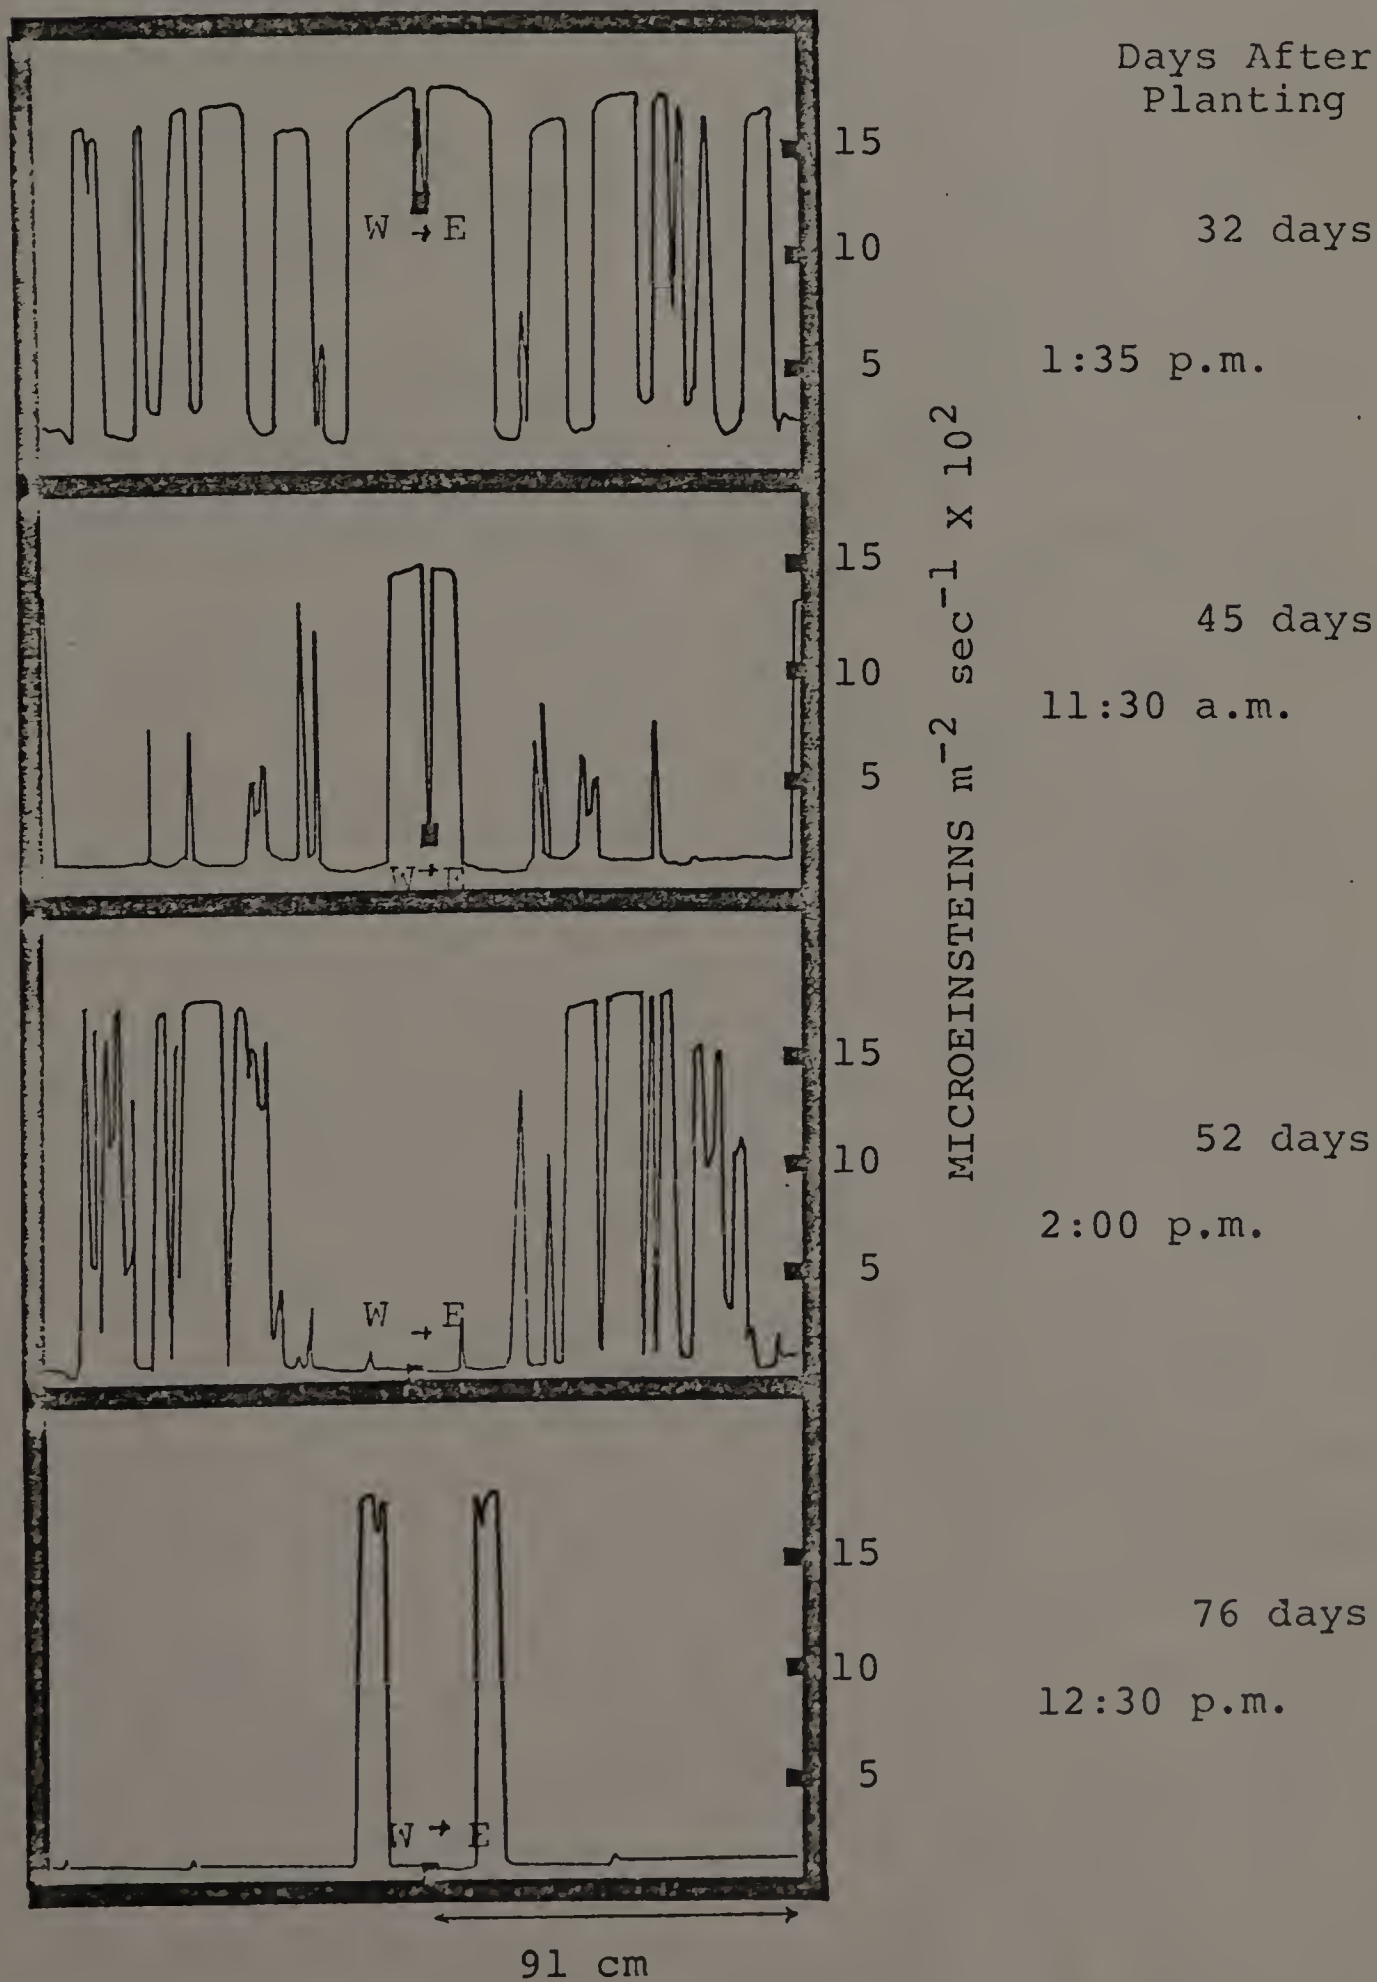 Days After
Planting
15
10
5
W → E
32 days
1:35 p.m.
15
10
5
W → E
45 days
11:30 a.m.
MICROEINSTEINS m⁻² sec⁻¹ X 10²
15
10
5
W → E
52 days
2:00 p.m.
15
10
5
W → E
76 days
12:30 p.m.
91 cm